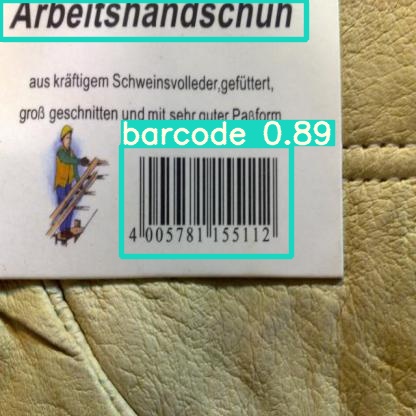 Arbeitshandschuh
aus kräftigem Schweinsvolleder,gefüttert,
groß geschnitten und mit sehr guter Paßform
barcode 0.89
4 005781 155112